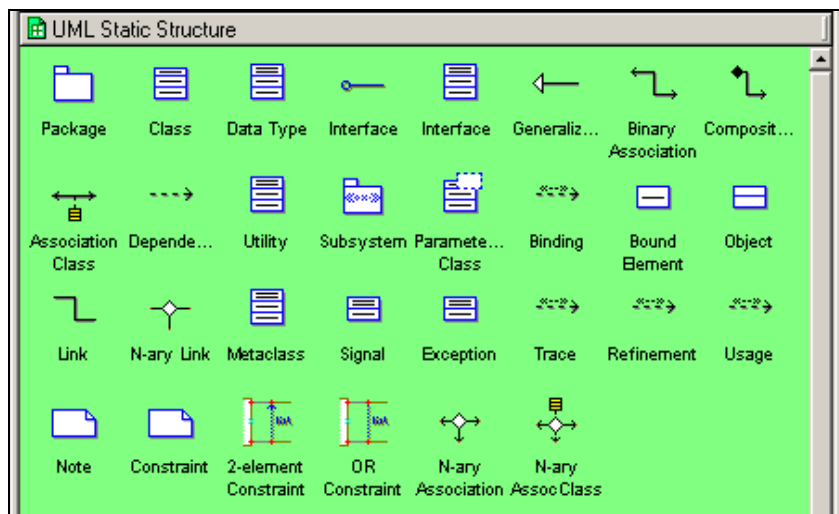 UML Static Structure
Package Class Data Type Interface Interface Generaliz... Binary Composit...
Association
Association Depende... Utility Subsystem Paramete... Binding Bound Object
Class Class Element
Link N-ary Link Metaclass Signal Exception Trace Refinement Usage
Note Constraint 2-element OR N-ary N-ary
Constraint Constraint Association AssocClass